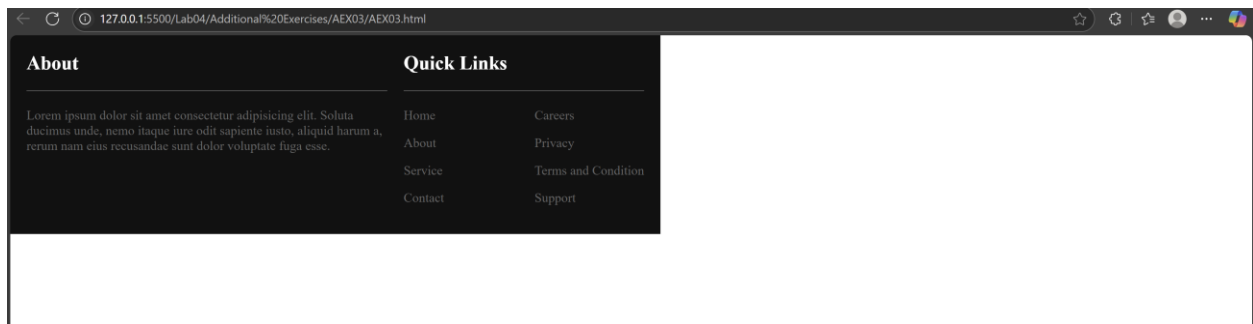 127.0.0.1:5500/Lab04/Additional%20Exercises/AEX03/AEX03.html
About
Lorem ipsum dolor sit amet consectetur adipisicing elit. Soluta
ducimus unde, nemo itaque iure odit sapiente iusto, aliquid harum a,
rerum nam eius recusandae sunt dolor voluptate fuga esse.
Quick Links
Home
About
Service
Contact
Careers
Privacy
Terms and Condition
Support